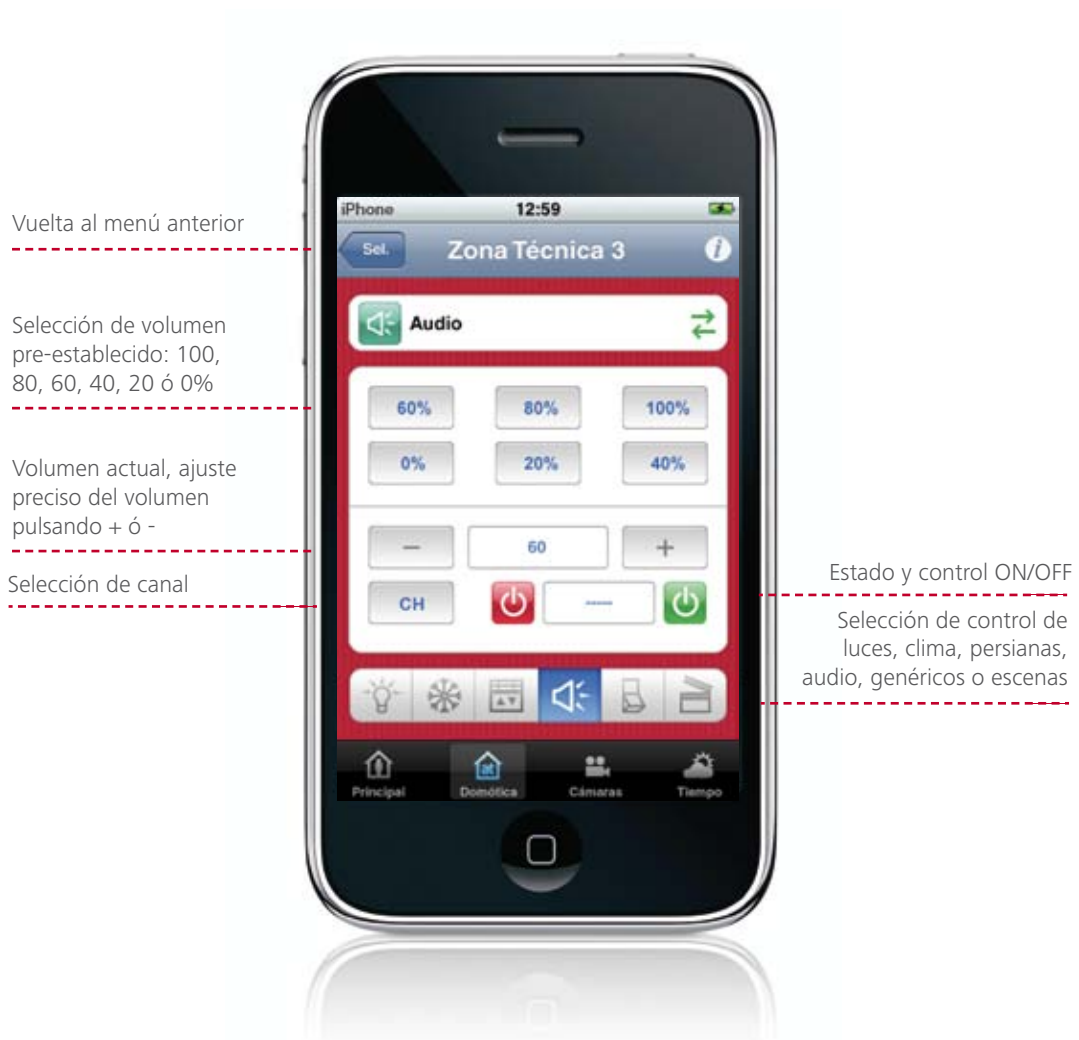 Vuelta al menú anterior
Selección de volumen
pre-establecido: 100,
80, 60, 40, 20 ó 0%
Volumen actual, ajuste
preciso del volumen
pulsando + ó -
Selección de canal
iPhone 12:59
Sel. Zona Técnica 3 i
Audio
60% 80% 100%
0% 20% 40%
− 60 +
CH ----
Principal Domótica Cámaras Tiempo
Estado y control ON/OFF
Selección de control de
luces, clima, persianas,
audio, genéricos o escenas